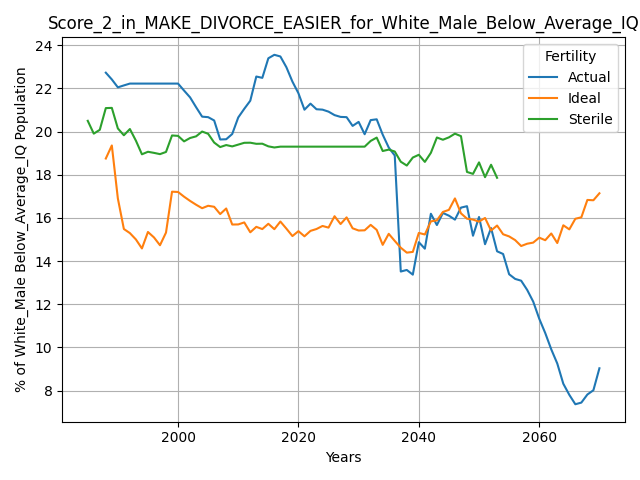 Score_2_in_MAKE_DIVORCE_EASIER_for_White_Male_Below_Average_IQ
% of White_Male Below_Average_IQ Population
24
22
20
18
16
14
12
10
8
Fertility
Actual
Ideal
Sterile
2000 2020 2040 2060
Years